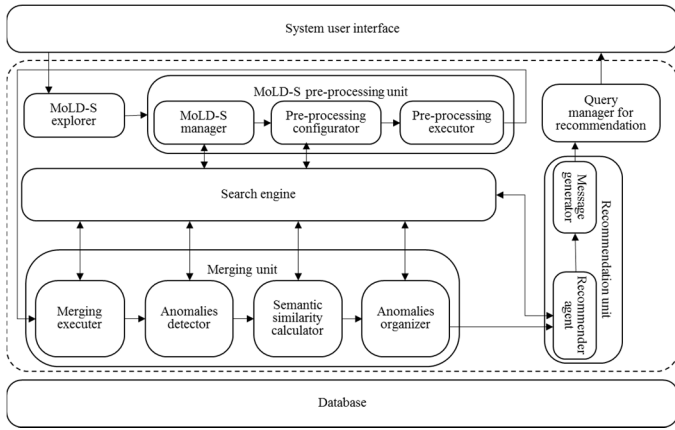 System user interface
MoLD-S pre-processing unit
MoLD-S
explorer
MoLD-S
manager
Pre-processing
configurator
Pre-processing
executor
Query
manager for
recommendation
Search engine
Message
generator
Recommendation unit
Recommender
agent
Merging unit
Merging
executer
Anomalies
detector
Semantic
similarity
calculator
Anomalies
organizer
Database